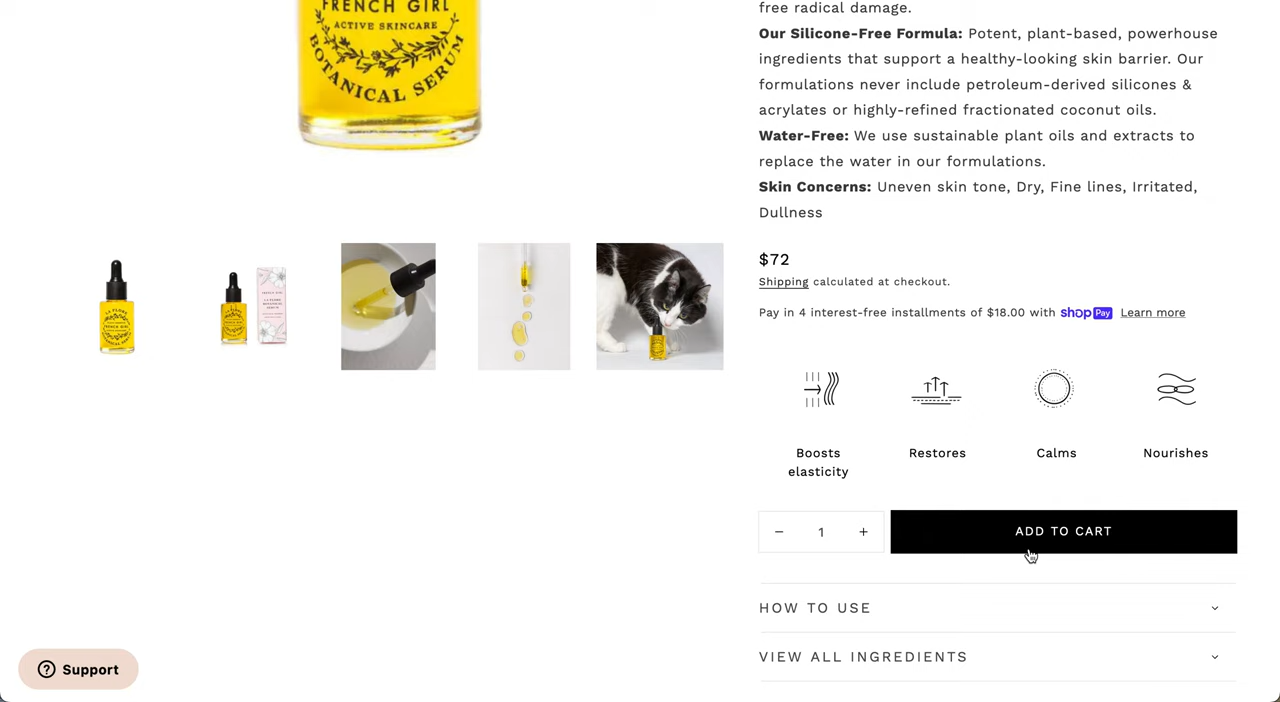 FRENCH GIRL
ACTIVE SKINCARE
BOTANICAL SERUM
free radical damage.
Our Silicone-Free Formula: Potent, plant-based, powerhouse
ingredients that support a healthy-looking skin barrier. Our
formulations never include petroleum-derived silicones &
acrylates or highly-refined fractionated coconut oils.
Water-Free: We use sustainable plant oils and extracts to
replace the water in our formulations.
Skin Concerns: Uneven skin tone, Dry, Fine lines, Irritated,
Dullness
$72
Shipping calculated at checkout.
Pay in 4 interest-free installments of $18.00 with shop Pay Learn more
Boosts
elasticity
Restores
Calms
Nourishes
− 1 +
ADD TO CART
HOW TO USE
VIEW ALL INGREDIENTS
Support